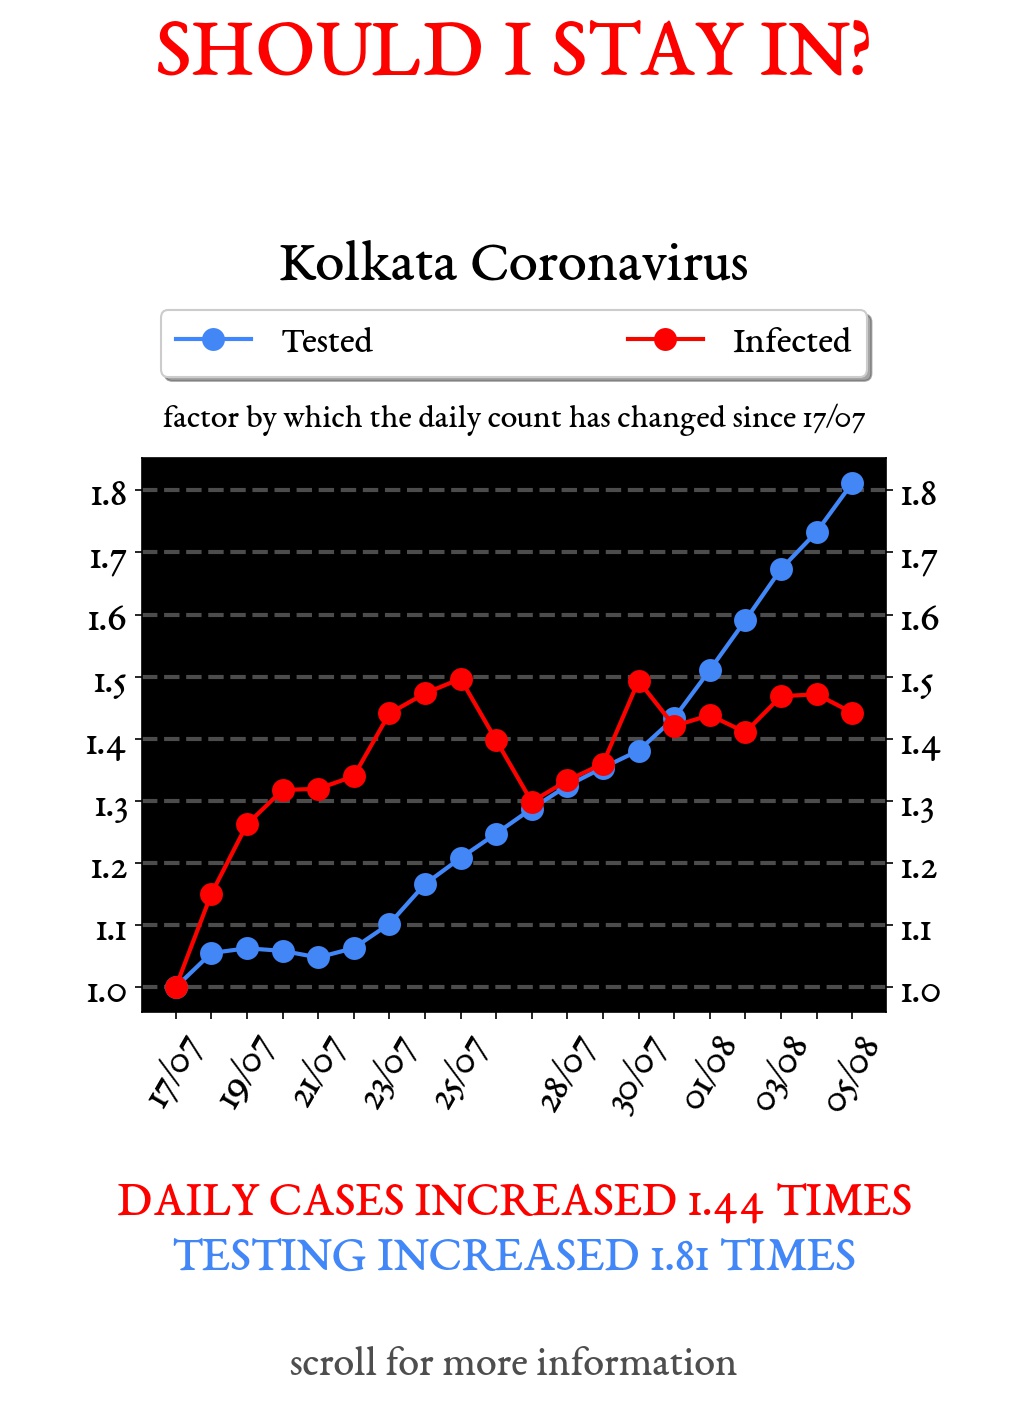 SHOULD I STAY IN?
Kolkata Coronavirus
Tested Infected
factor by which the daily count has changed since 17/07
1.8 1.8
1.7 1.7
1.6 1.6
1.5 1.5
1.4 1.4
1.3 1.3
1.2 1.2
1.1 1.1
1.0 1.0
17/07 19/07 21/07 23/07 25/07 28/07 30/07 01/08 03/08 05/08
DAILY CASES INCREASED 1.44 TIMES
TESTING INCREASED 1.81 TIMES
scroll for more information